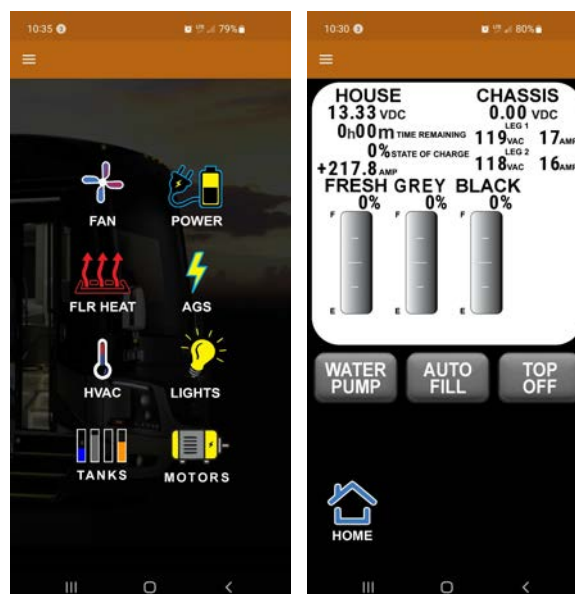 10:35
79%
FAN
POWER
FLR HEAT
AGS
HVAC
LIGHTS
TANKS
MOTORS
10:30
80%
HOUSE
CHASSIS
13.33 VDC
0.00 VDC
0h00m TIME REMAINING
LEG 1
119VAC 17AMP
0% STATE OF CHARGE
LEG 2
118VAC 16AMP
+217.8 AMP
FRESH GREY BLACK
0% 0% 0%
F F F
E E E
WATER PUMP
AUTO FILL
TOP OFF
HOME